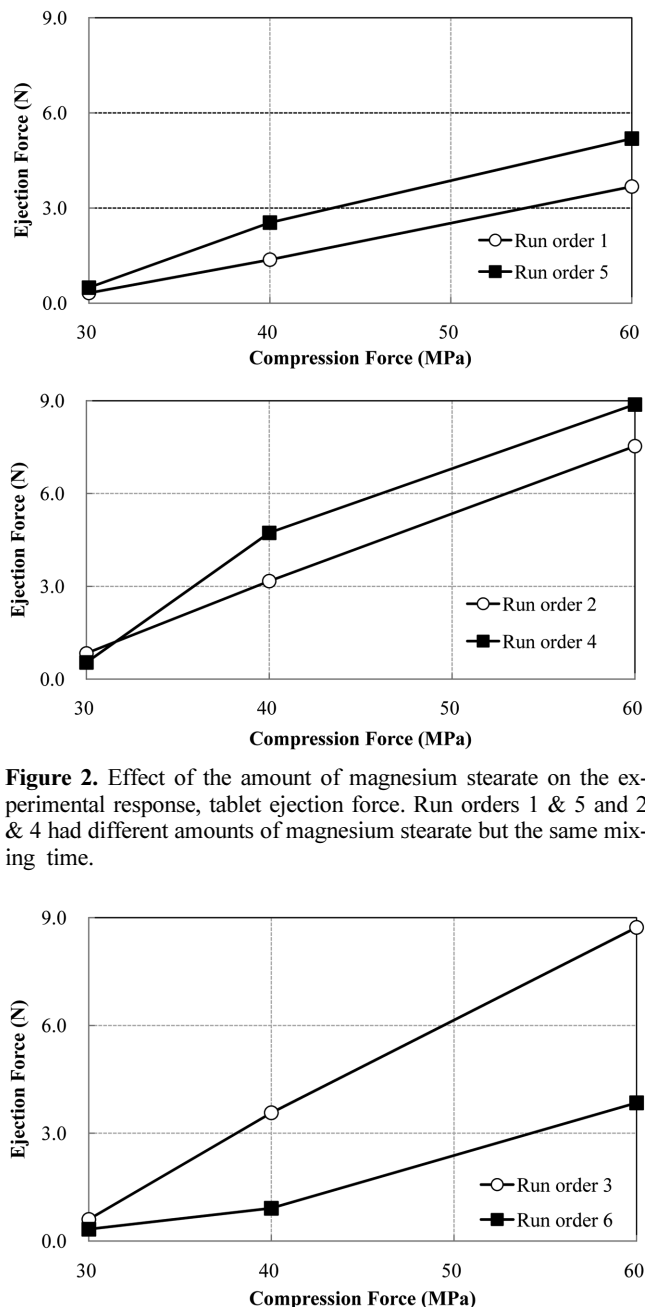 9.0
6.0
3.0
0.0
Ejection Force (N)
Run order 1
Run order 5
30 40 50 60
Compression Force (MPa)
9.0
6.0
3.0
0.0
Ejection Force (N)
Run order 2
Run order 4
30 40 50 60
Compression Force (MPa)
Figure 2. Effect of the amount of magnesium stearate on the ex-
perimental response, tablet ejection force. Run orders 1 & 5 and 2
& 4 had different amounts of magnesium stearate but the same mix-
ing time.
9.0
6.0
3.0
0.0
Ejection Force (N)
Run order 3
Run order 6
30 40 50 60
Compression Force (MPa)